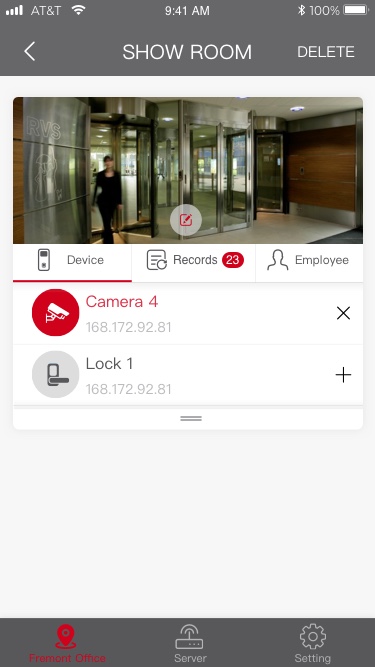 AT&T 9:41 AM 100%
SHOW ROOM DELETE
RVS
Device Records 23 Employee
Camera 4
168.172.92.81
Lock 1
168.172.92.81
Fremont Office Server Setting